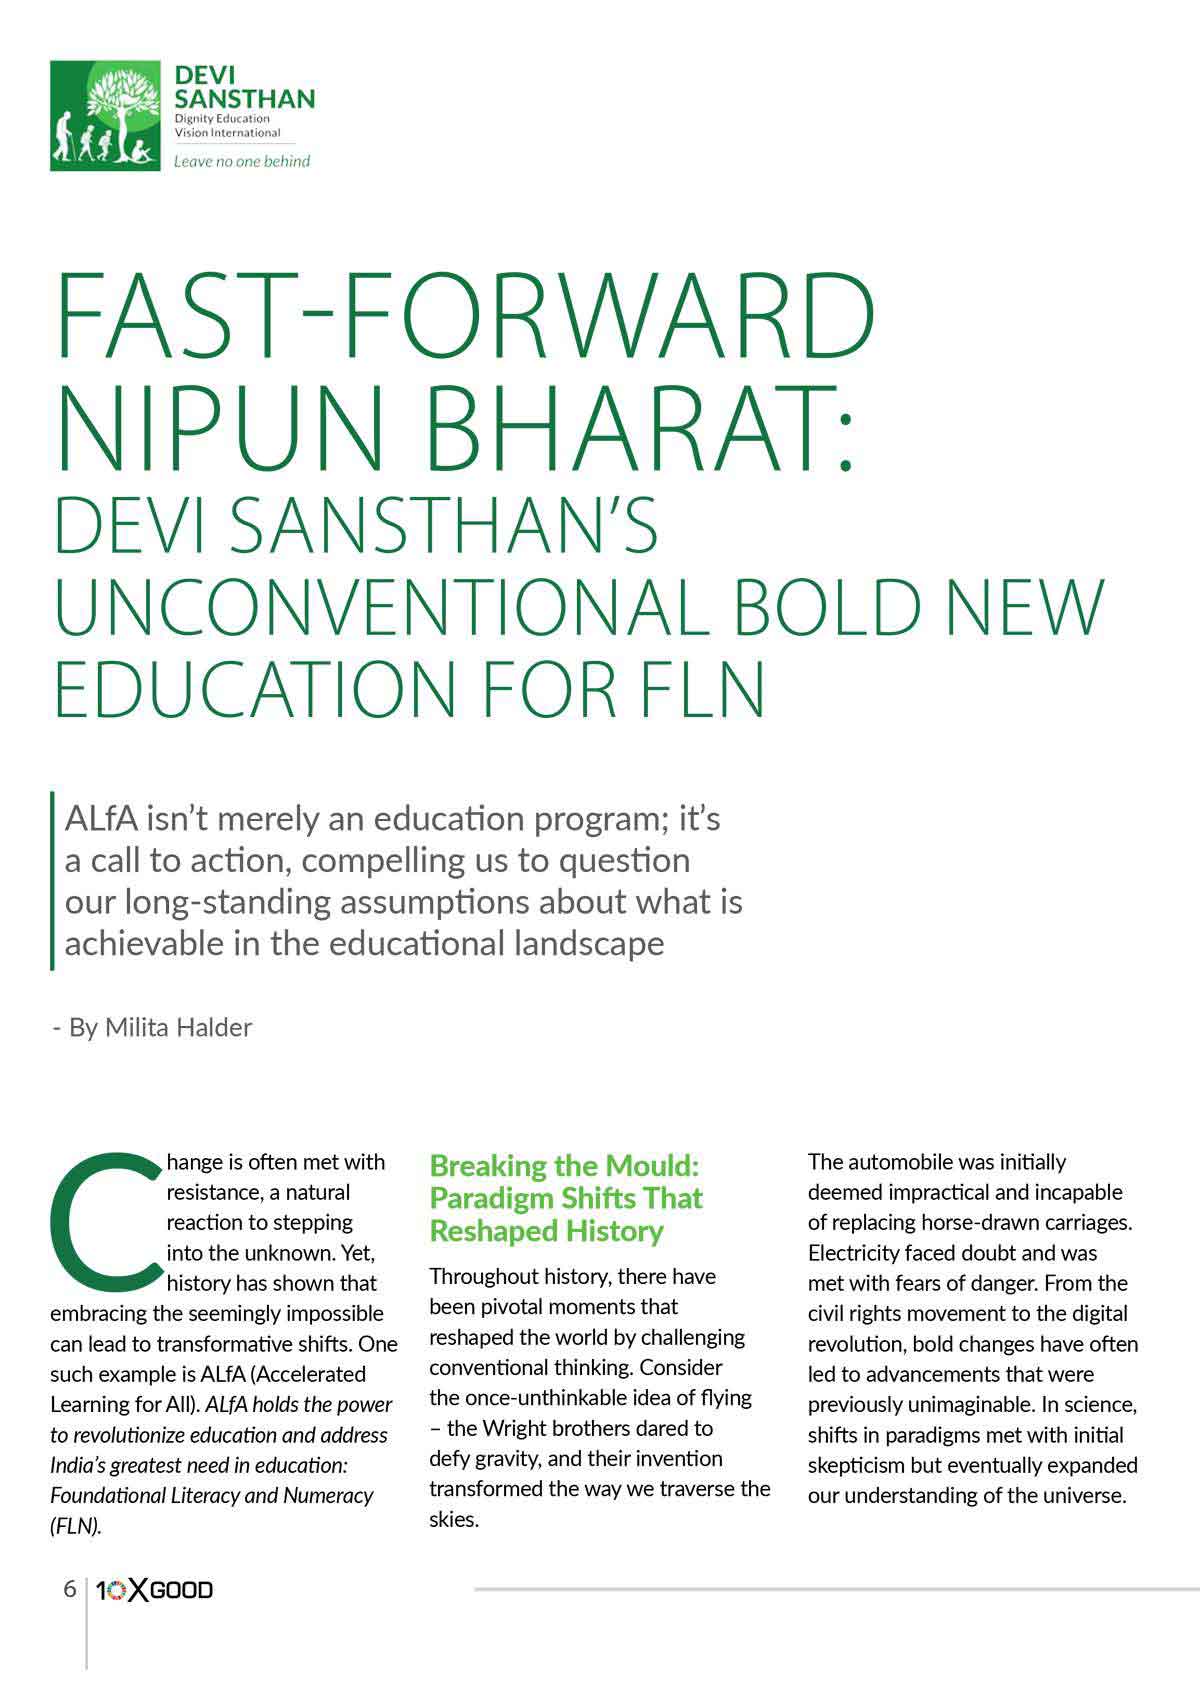 DEVI
SANSTHAN
Dignity Education
Vision International
Leave no one behind
FAST-FORWARD
NIPUN BHARAT:
DEVI SANSTHAN’S
UNCONVENTIONAL BOLD NEW
EDUCATION FOR FLN
ALfA isn’t merely an education program; it’s
a call to action, compelling us to question
our long-standing assumptions about what is
achievable in the educational landscape
- By Milita Halder
Change is often met with
resistance, a natural
reaction to stepping
into the unknown. Yet,
history has shown that
embracing the seemingly impossible
can lead to transformative shifts. One
such example is ALfA (Accelerated
Learning for All). ALfA holds the power
to revolutionize education and address
India’s greatest need in education:
Foundational Literacy and Numeracy
(FLN).
Breaking the Mould:
Paradigm Shifts That
Reshaped History
Throughout history, there have
been pivotal moments that
reshaped the world by challenging
conventional thinking. Consider
the once-unthinkable idea of flying
– the Wright brothers dared to
defy gravity, and their invention
transformed the way we traverse the
skies.
The automobile was initially
deemed impractical and incapable
of replacing horse-drawn carriages.
Electricity faced doubt and was
met with fears of danger. From the
civil rights movement to the digital
revolution, bold changes have often
led to advancements that were
previously unimaginable. In science,
shifts in paradigms met with initial
skepticism but eventually expanded
our understanding of the universe.
6 10XGOOD